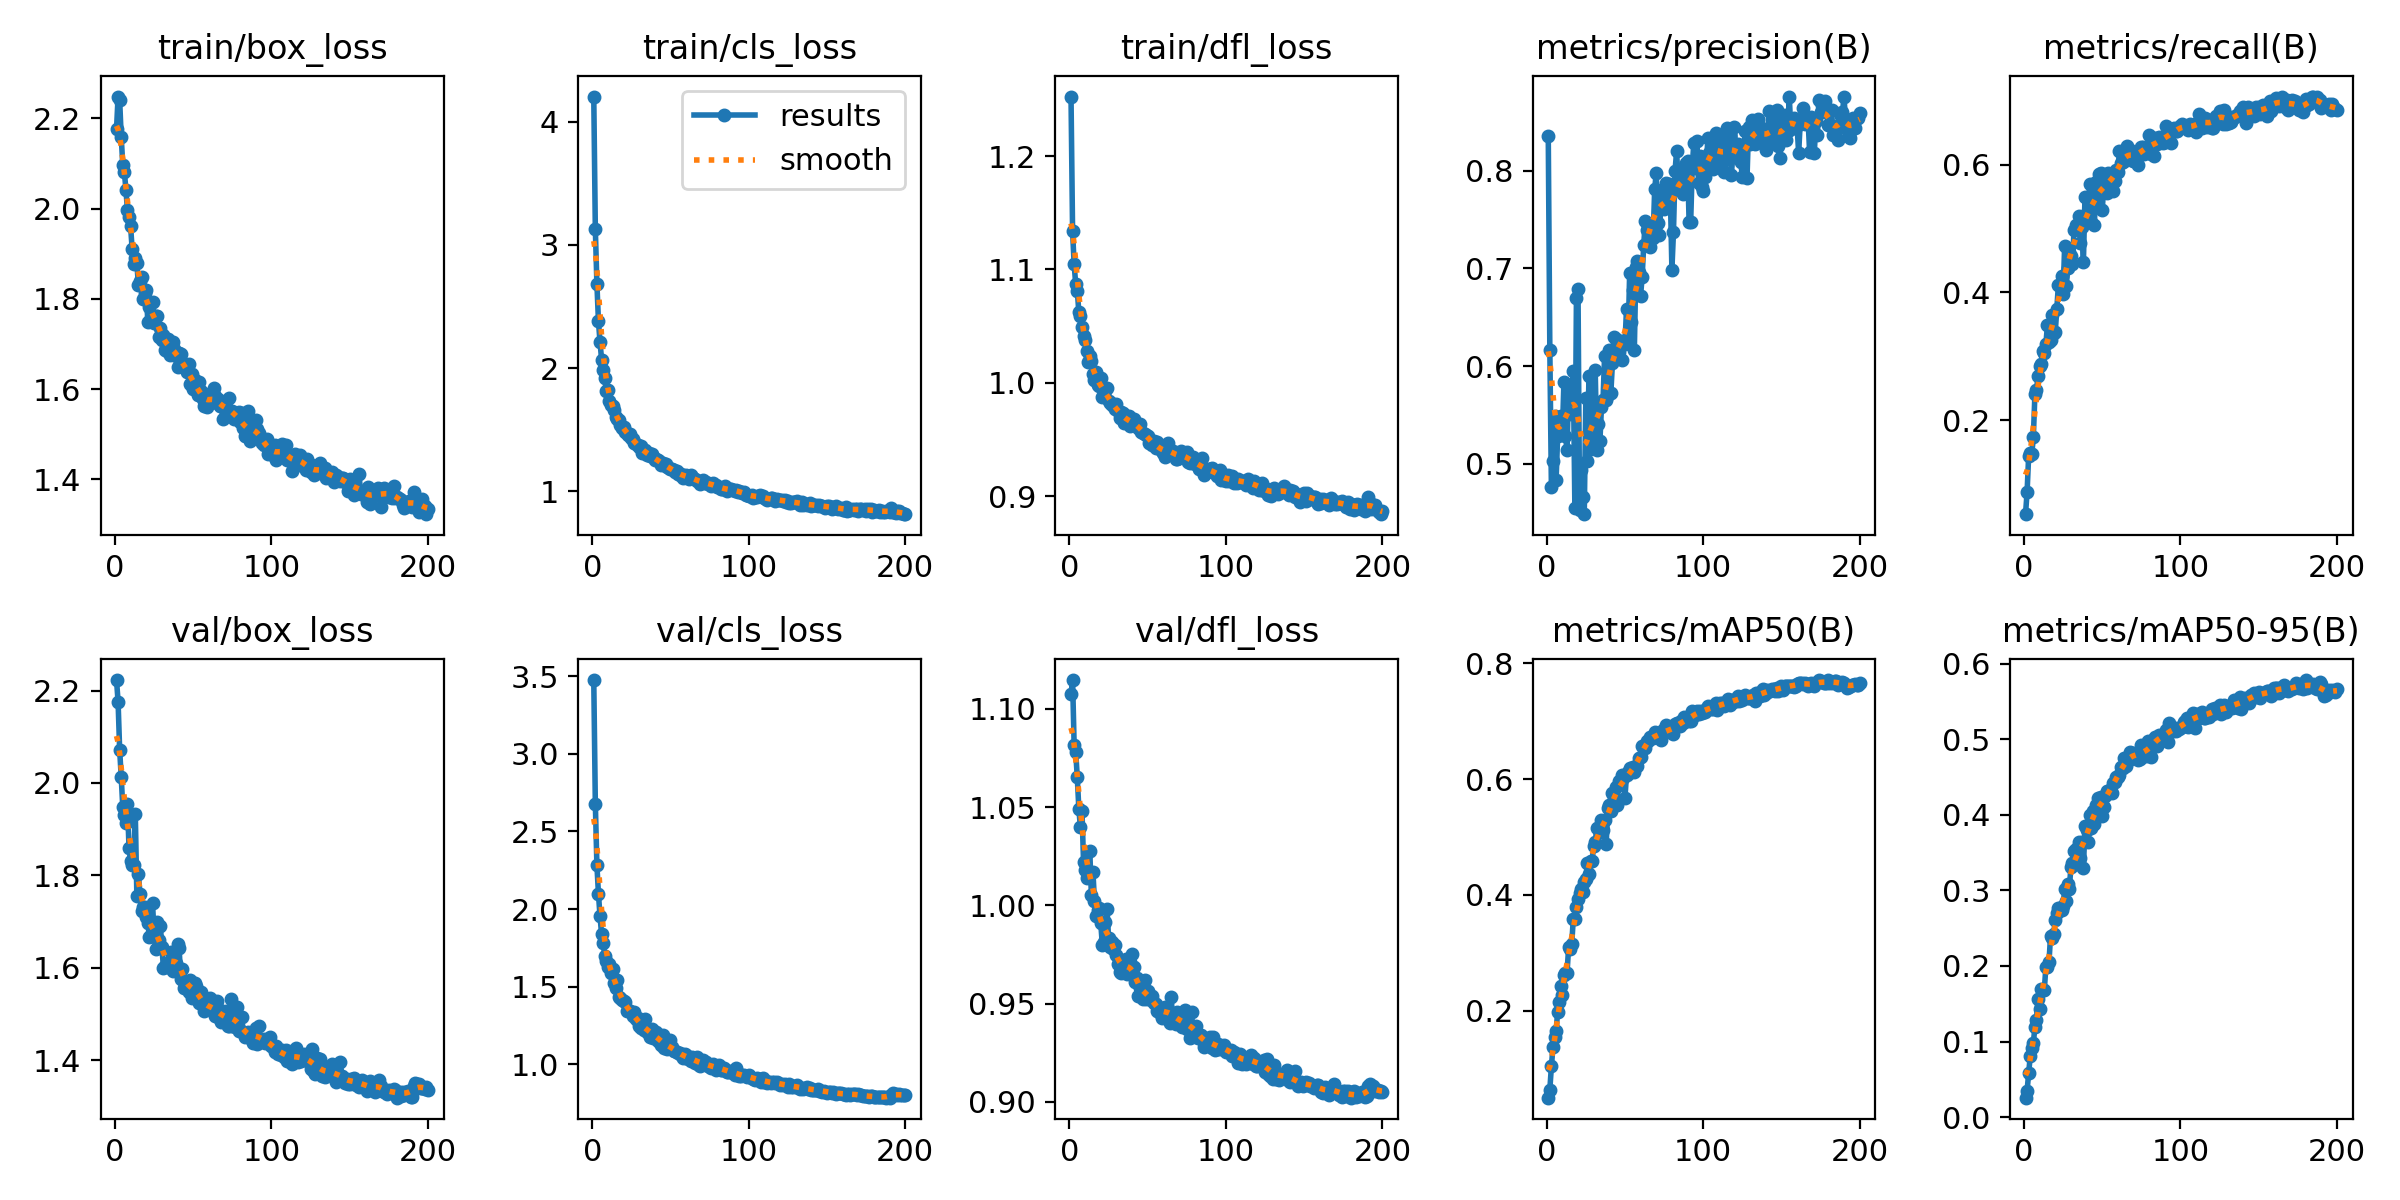 train/box_loss
2.2
2.0
1.8
1.6
1.4
0 100 200
train/cls_loss
results
smooth
4
3
2
1
0 100 200
train/dfl_loss
1.2
1.1
1.0
0.9
0 100 200
metrics/precision(B)
0.8
0.7
0.6
0.5
0 100 200
metrics/recall(B)
0.6
0.4
0.2
0 100 200
val/box_loss
2.2
2.0
1.8
1.6
1.4
0 100 200
val/cls_loss
3.5
3.0
2.5
2.0
1.5
1.0
0 100 200
val/dfl_loss
1.10
1.05
1.00
0.95
0.90
0 100 200
metrics/mAP50(B)
0.8
0.6
0.4
0.2
0 100 200
metrics/mAP50-95(B)
0.6
0.5
0.4
0.3
0.2
0.1
0.0
0 100 200